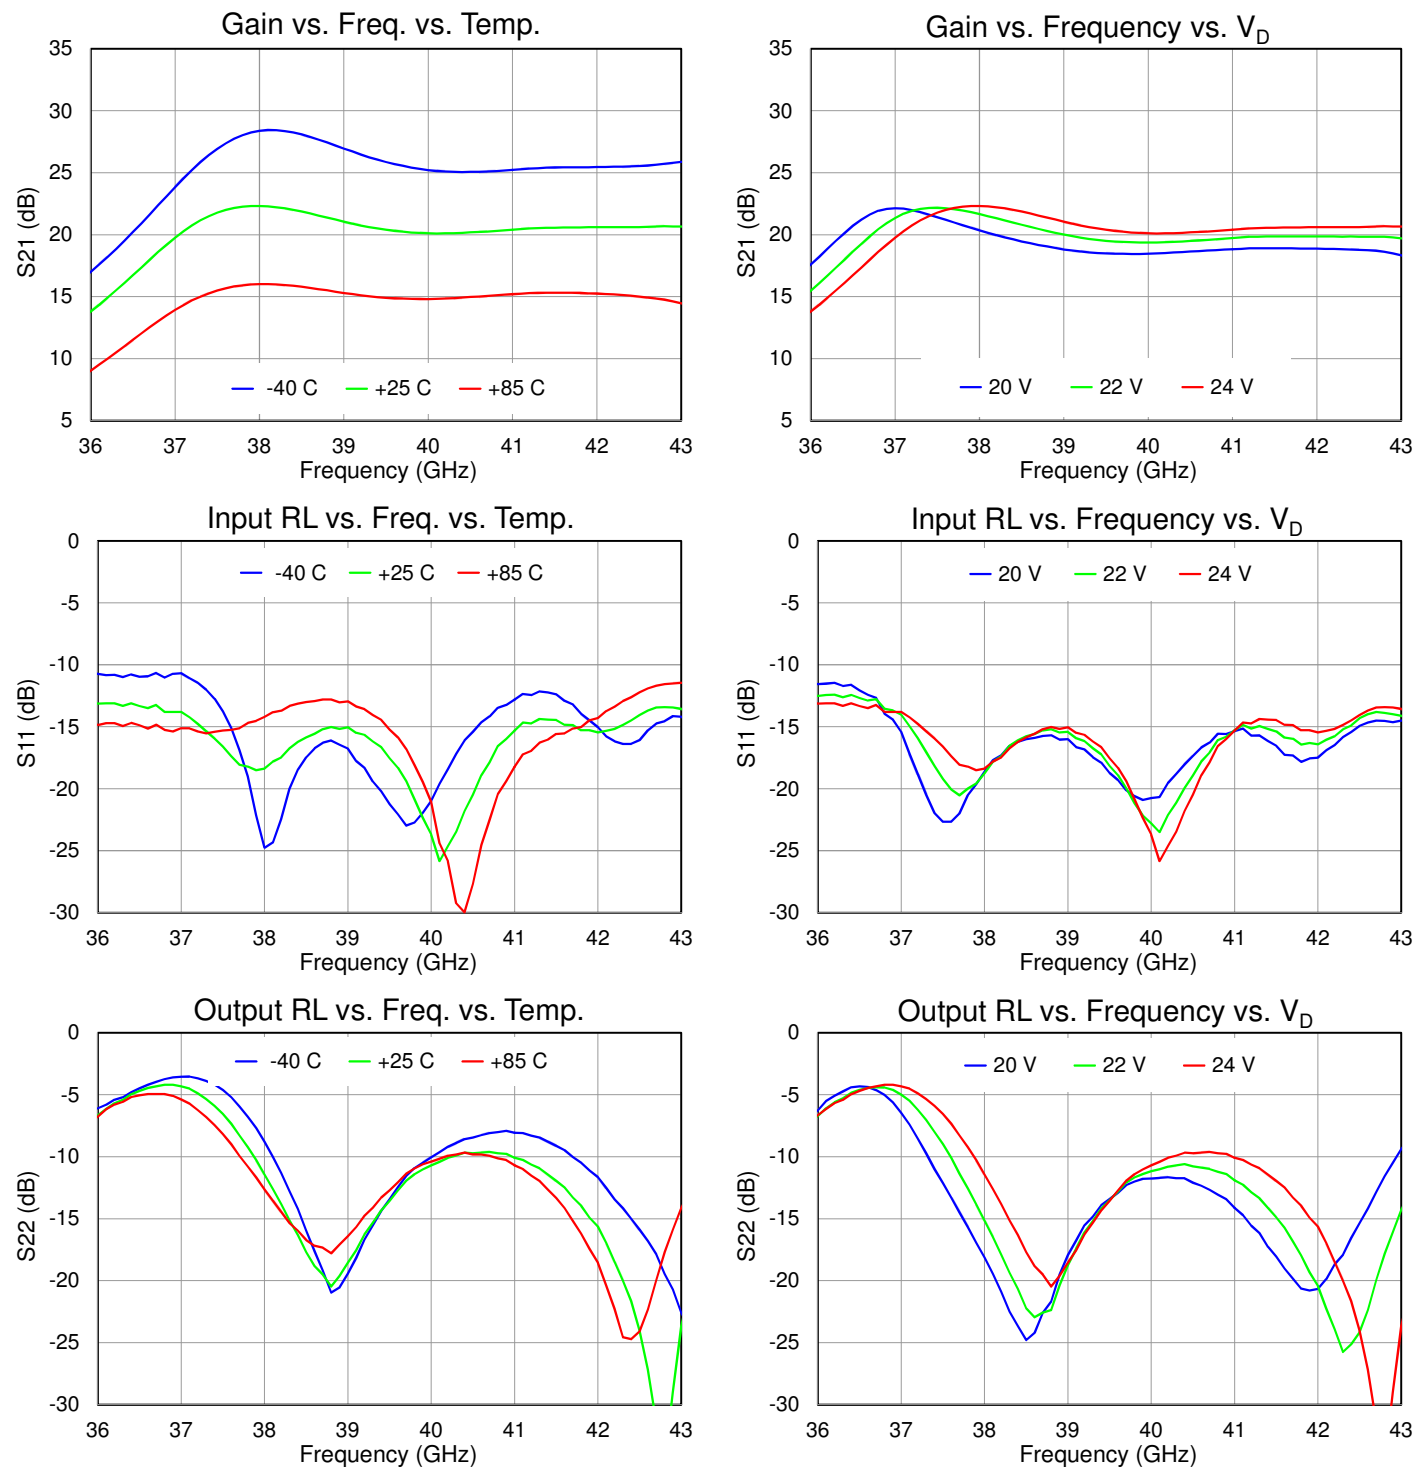 Gain vs. Freq. vs. Temp.
35
30
25
20
15
10
5
S21 (dB)
-40 C +25 C +85 C
36 37 38 39 40 41 42 43
Frequency (GHz)
Gain vs. Frequency vs. VD
35
30
25
20
15
10
5
S21 (dB)
20 V 22 V 24 V
36 37 38 39 40 41 42 43
Frequency (GHz)
Input RL vs. Freq. vs. Temp.
0
-5
-10
-15
-20
-25
-30
S11 (dB)
-40 C +25 C +85 C
36 37 38 39 40 41 42 43
Frequency (GHz)
Input RL vs. Frequency vs. VD
0
-5
-10
-15
-20
-25
-30
S11 (dB)
20 V 22 V 24 V
36 37 38 39 40 41 42 43
Frequency (GHz)
Output RL vs. Freq. vs. Temp.
0
-5
-10
-15
-20
-25
-30
S22 (dB)
-40 C +25 C +85 C
36 37 38 39 40 41 42 43
Frequency (GHz)
Output RL vs. Frequency vs. VD
0
-5
-10
-15
-20
-25
-30
S22 (dB)
20 V 22 V 24 V
36 37 38 39 40 41 42 43
Frequency (GHz)